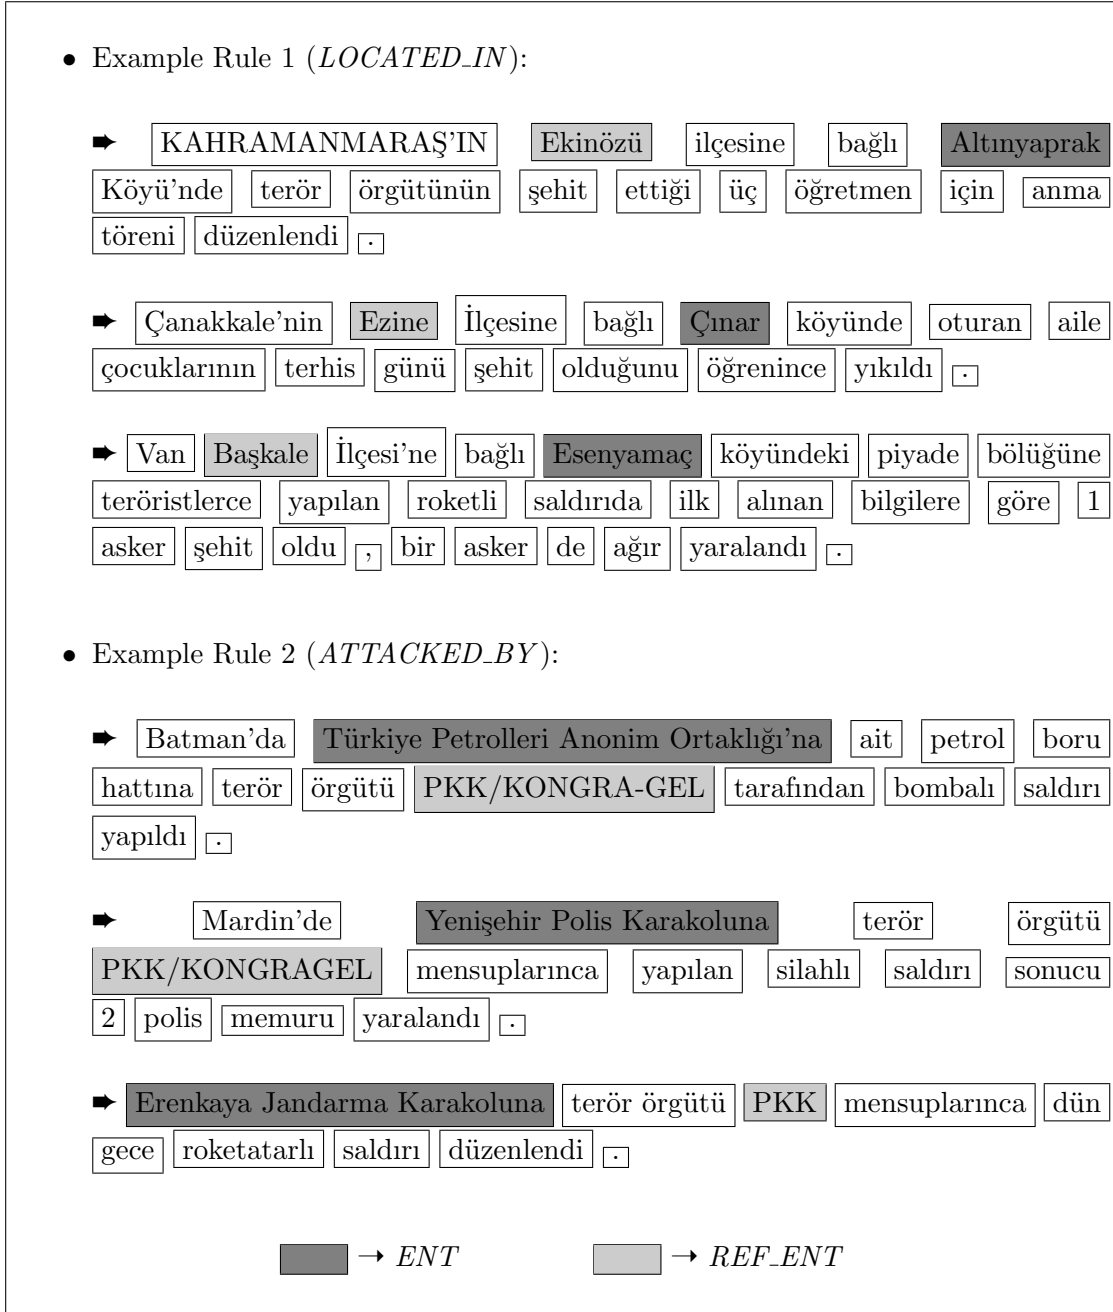 • Example Rule 1 (LOCATED_IN):
➨ KAHRAMANMARAŞ'IN Ekinözü ilçesine bağlı Altınyaprak
Köyü'nde terör örgütünün şehit ettiği üç öğretmen için anma
töreni düzenlendi .
➨ Çanakkale'nin Ezine İlçesine bağlı Çınar köyünde oturan aile
çocuklarının terhis günü şehit olduğunu öğrenince yıkıldı .
➨ Van Başkale İlçesi'ne bağlı Esenyamaç köyündeki piyade bölüğüne
teröristlerce yapılan roketli saldırıda ilk alınan bilgilere göre 1
asker şehit oldu , bir asker de ağır yaralandı .
• Example Rule 2 (ATTACKED_BY):
➨ Batman'da Türkiye Petrolleri Anonim Ortaklığı'na ait petrol boru
hattına terör örgütü PKK/KONGRA-GEL tarafından bombalı saldırı
yapıldı .
➨ Mardin'de Yenişehir Polis Karakoluna terör örgütü
PKK/KONGRAGEL mensuplarınca yapılan silahlı saldırı sonucu
2 polis memuru yaralandı .
➨ Erenkaya Jandarma Karakoluna terör örgütü PKK mensuplarınca dün
gece roketatarlı saldırı düzenlendi .
→ ENT → REF_ENT